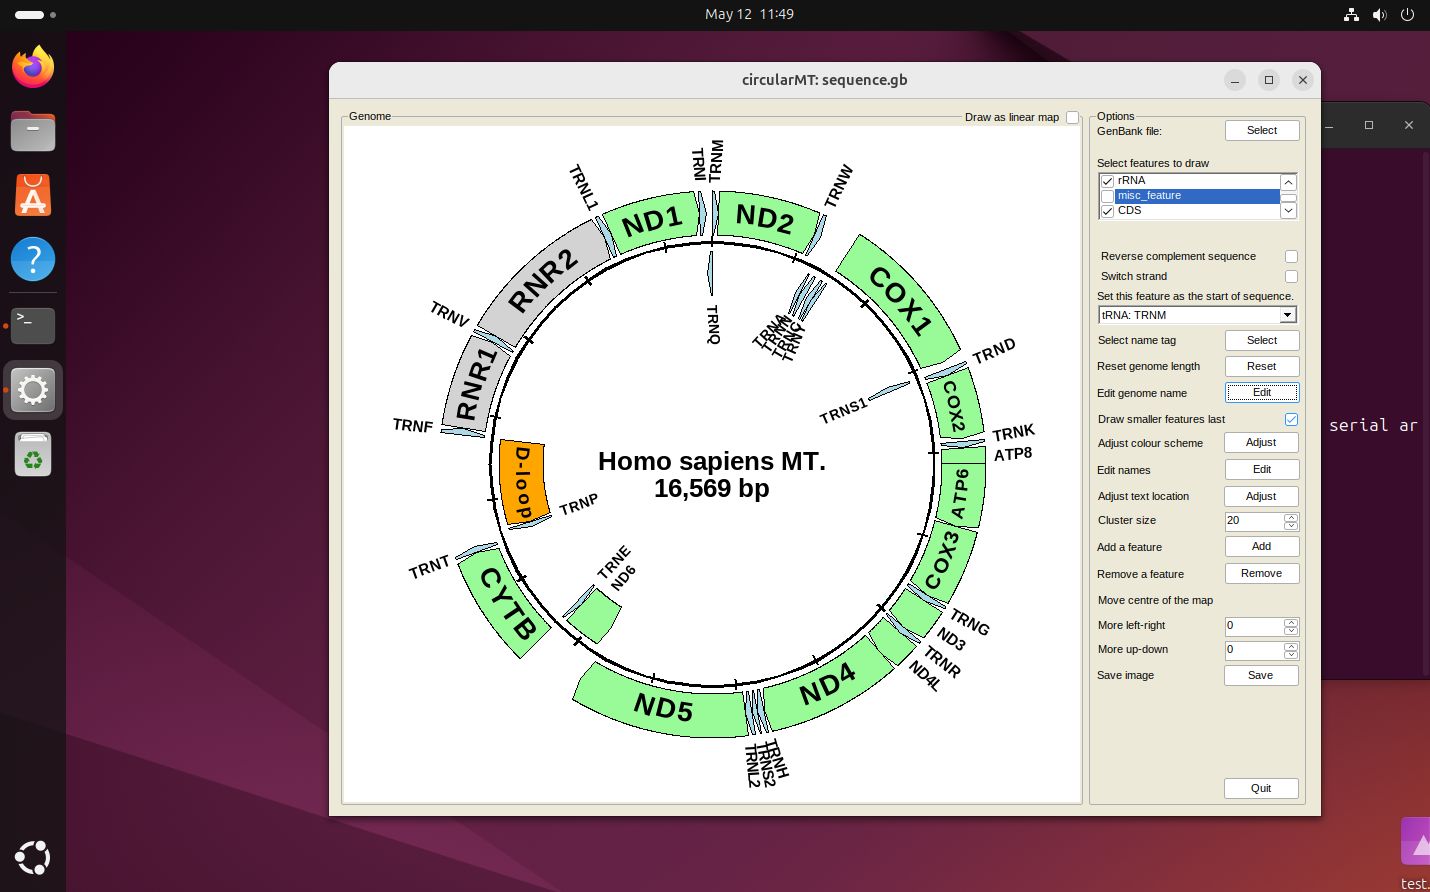 May 12 11:49
circularMT: sequence.gb
Genome
Draw as linear map
TRNI
TRNM
TRNL1
TRNW
ND1
ND2
RNR2
COX1
TRNV
TRNQ
TRNA
TRNN
TRNC
TRNY
RNR1
TRND
TRNS1
COX2
TRNF
TRNK
ATP8
D-loop
Homo sapiens MT.
16,569 bp
ATP6
TRNP
COX3
TRNT
TRNE
ND6
CYTB
TRNG
ND3
TRNR
ND4L
ND4
ND5
TRNH
TRNS2
TRNL2
Options
GenBank file:
Select
Select features to draw
rRNA
misc_feature
CDS
Reverse complement sequence
Switch strand
Set this feature as the start of sequence.
tRNA: TRNM
Select name tag
Select
Reset genome length
Reset
Edit genome name
Edit
Draw smaller features last
Adjust colour scheme
Adjust
Edit names
Edit
Adjust text location
Adjust
Cluster size
20
Add a feature
Add
Remove a feature
Remove
Move centre of the map
More left-right
0
More up-down
0
Save image
Save
Quit
serial ar
test.
>_
?